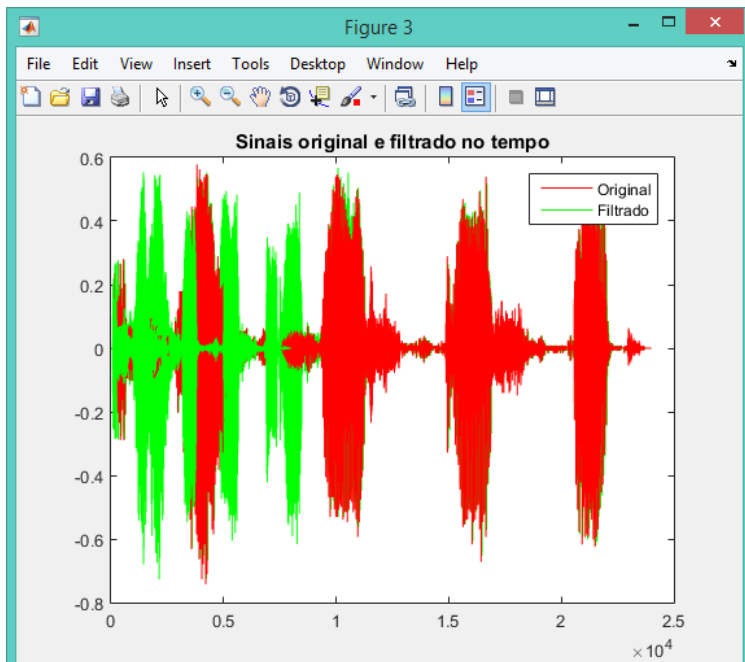 Figure 3
File Edit View Insert Tools Desktop Window Help
Sinais original e filtrado no tempo
0.6
0.4
0.2
0
-0.2
-0.4
-0.6
-0.8
Original
Filtrado
0 0.5 1 1.5 2 2.5
×10^4